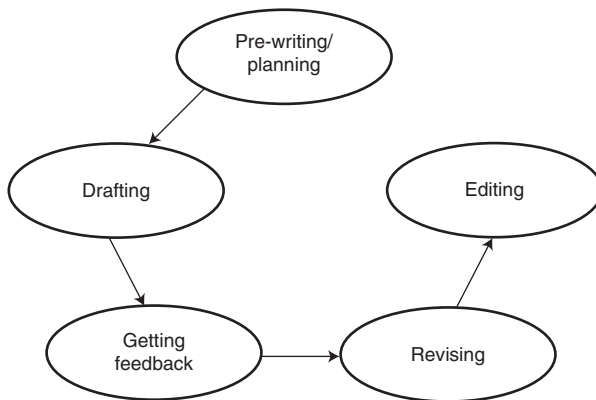 Pre-writing/
planning
Drafting
Editing
Getting
feedback
Revising